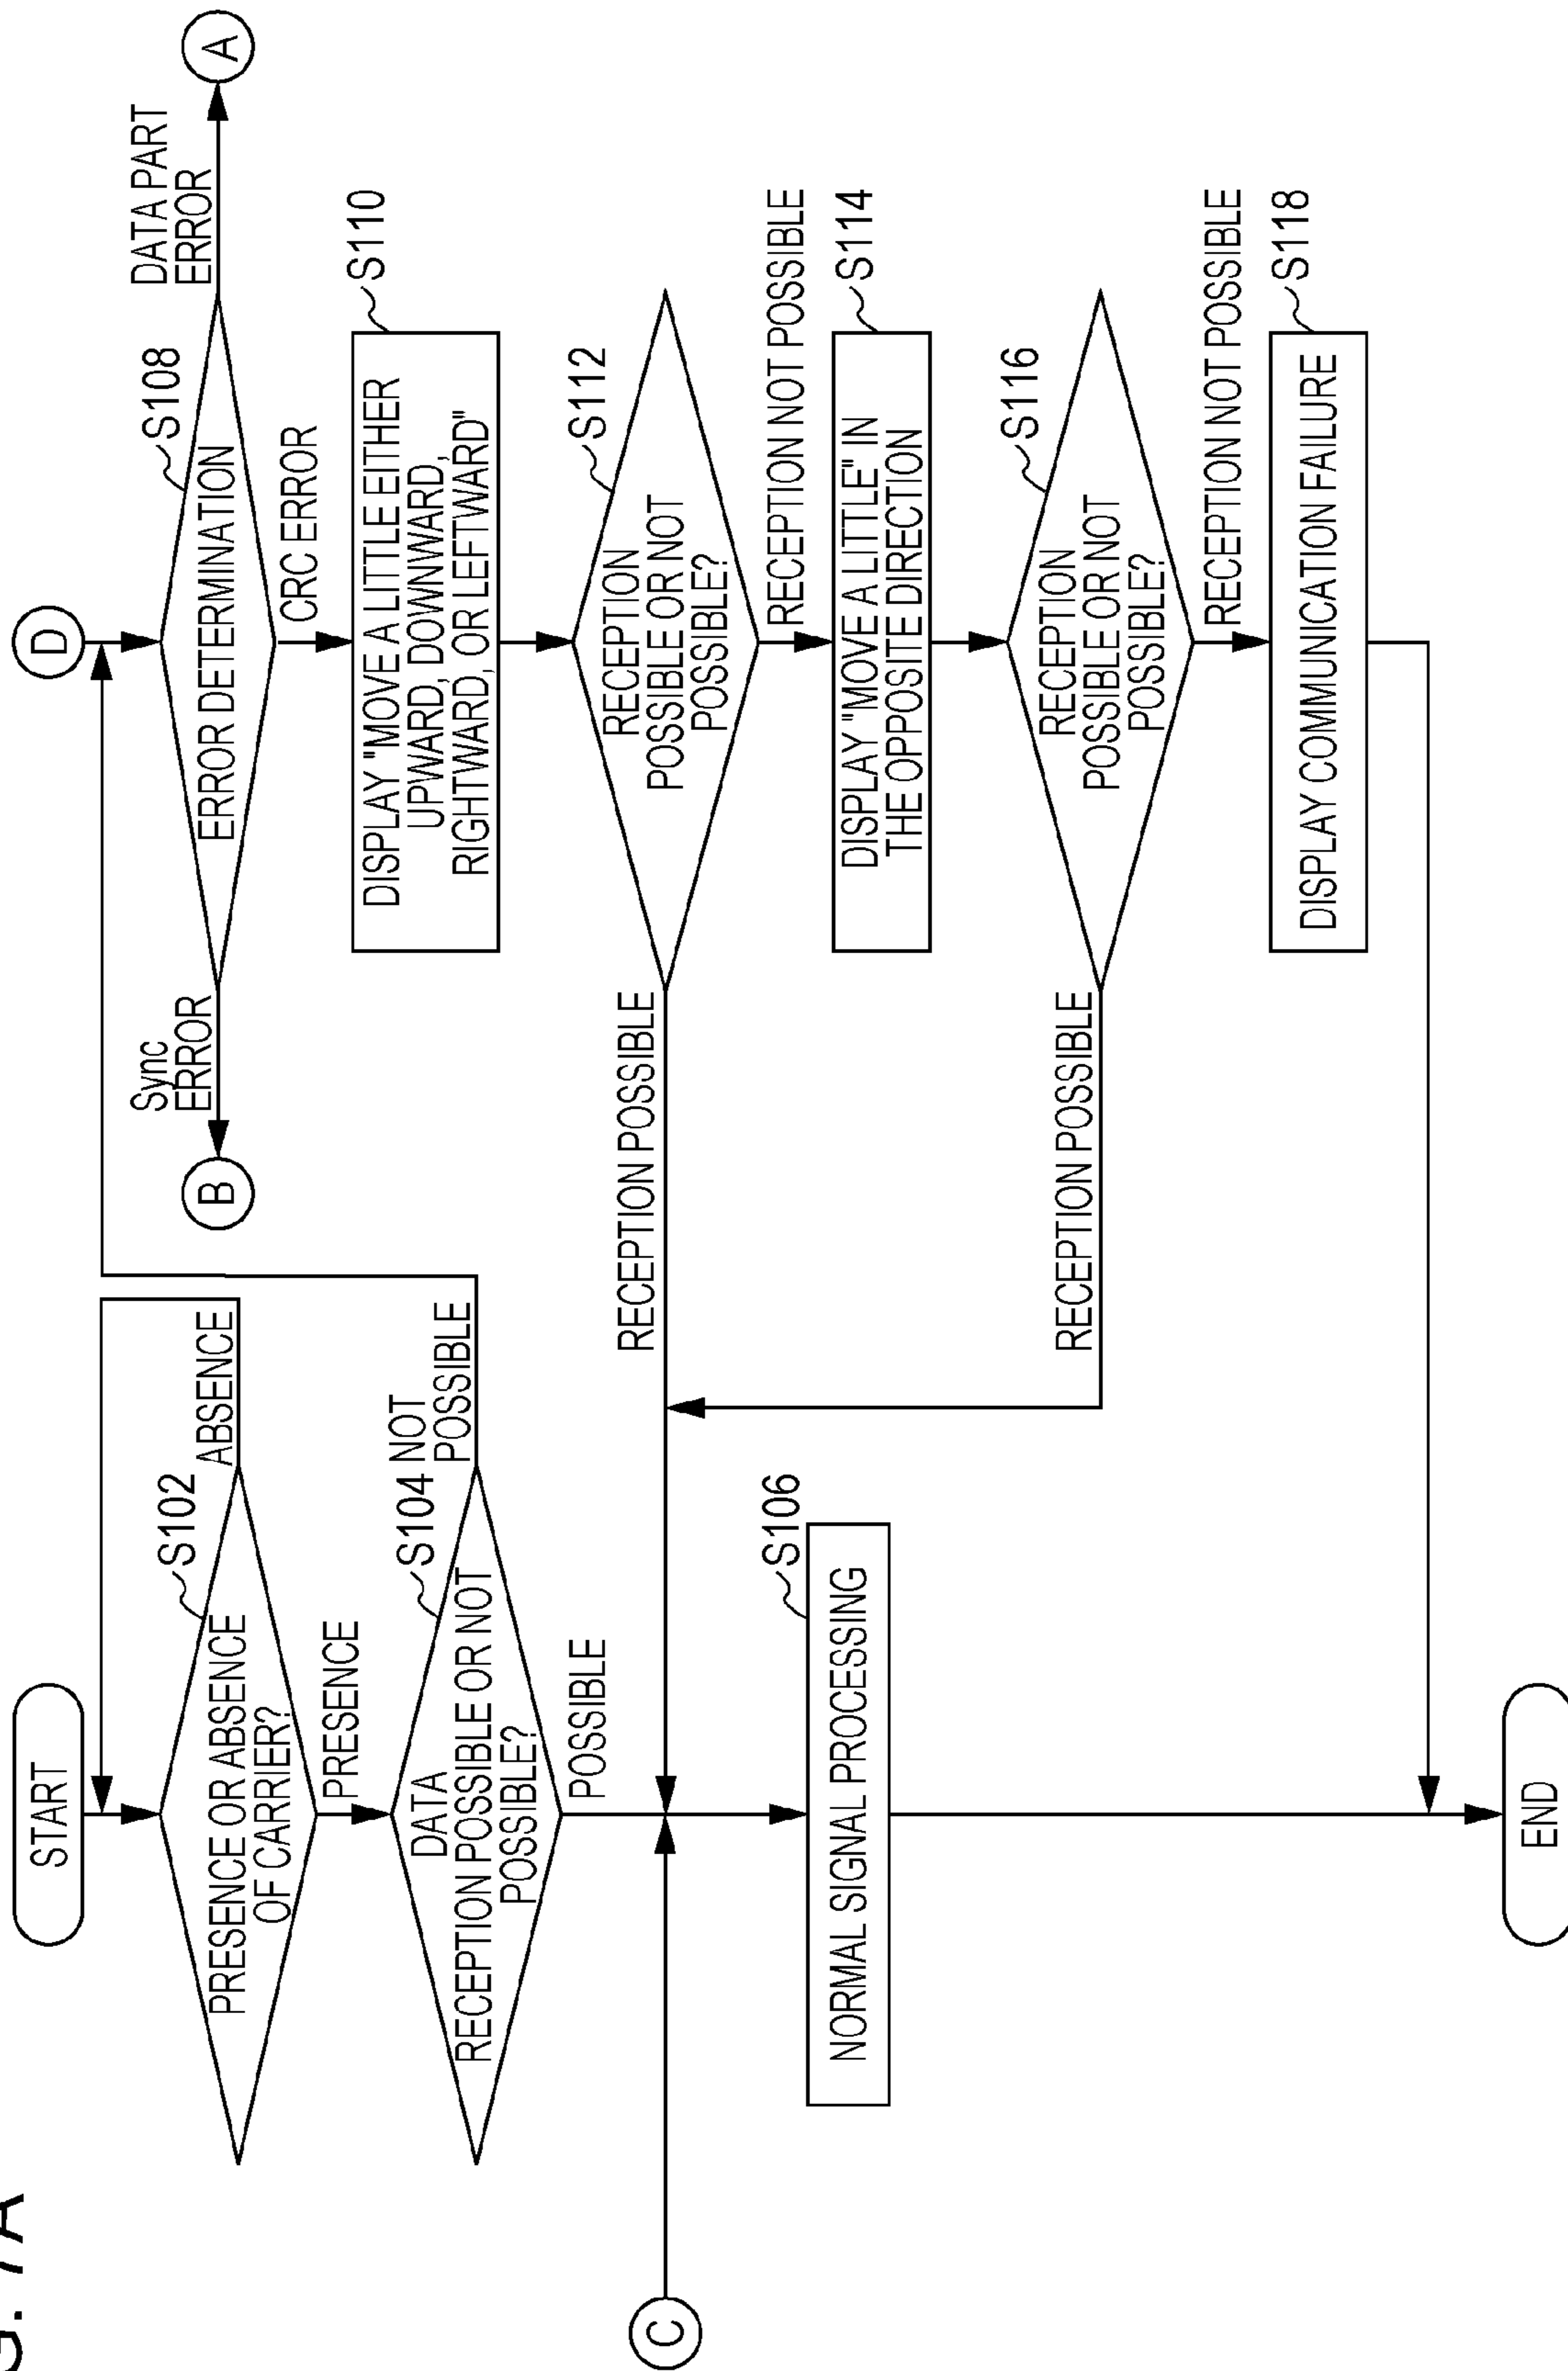 G. 7A
START
PRESENCE OR ABSENCE
OF CARRIER?
S102
ABSENCE
PRESENCE
DATA
RECEPTION POSSIBLE OR NOT
POSSIBLE?
S104
NOT
POSSIBLE
POSSIBLE
C
NORMAL SIGNAL PROCESSING
S106
END
D
ERROR DETERMINATION
S108
Sync
ERROR
B
DATA PART
ERROR
A
CRC ERROR
DISPLAY "MOVE A LITTLE EITHER
UPWARD, DOWNWARD,
RIGHTWARD, OR LEFTWARD"
S110
RECEPTION
POSSIBLE OR NOT
POSSIBLE?
S112
RECEPTION POSSIBLE
RECEPTION NOT POSSIBLE
DISPLAY "MOVE A LITTLE" IN
THE OPPOSITE DIRECTION
S114
RECEPTION
POSSIBLE OR NOT
POSSIBLE?
S116
RECEPTION POSSIBLE
RECEPTION NOT POSSIBLE
DISPLAY COMMUNICATION FAILURE
S118